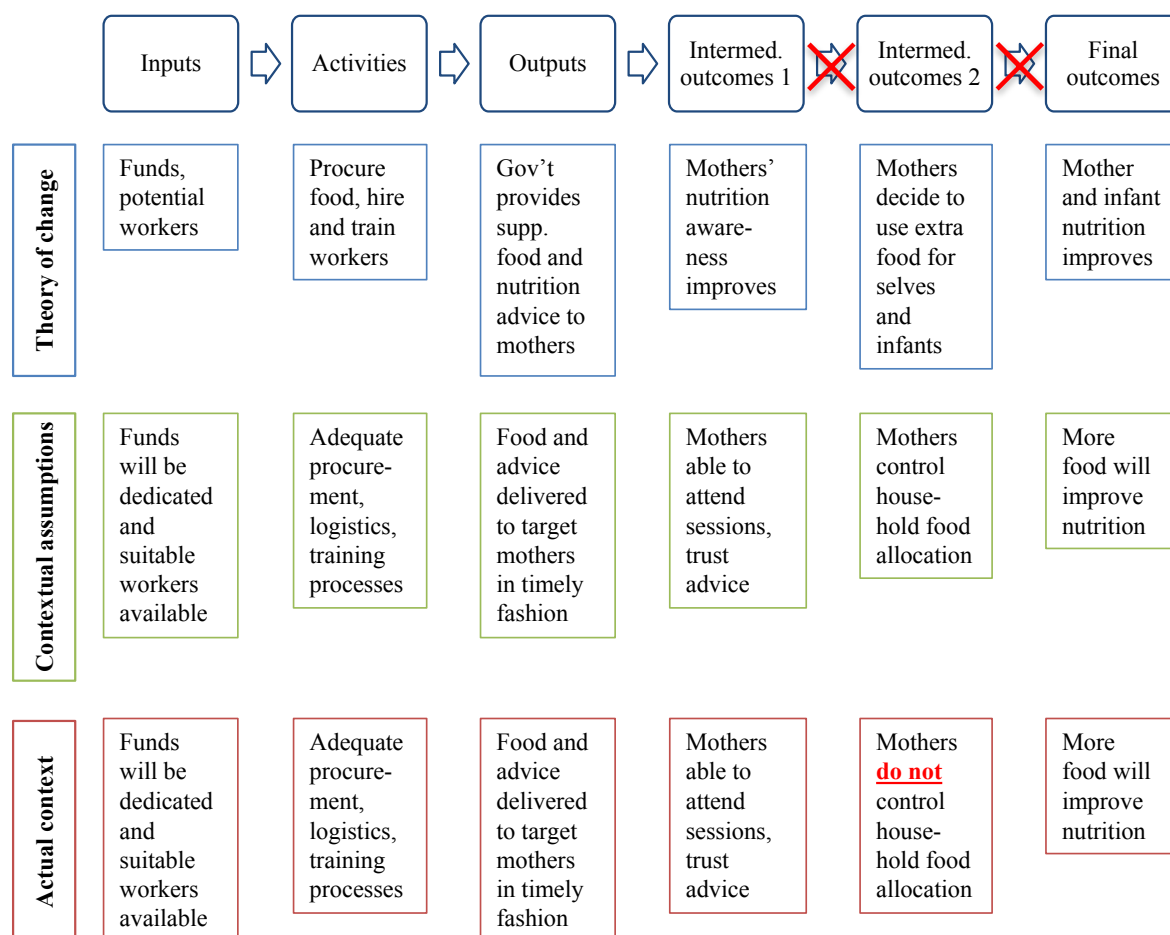 Inputs
Activities
Outputs
Intermed.
outcomes 1
Intermed.
outcomes 2
Final
outcomes
Theory of change
Funds,
potential
workers
Procure
food, hire
and train
workers
Gov’t
provides
supp.
food and
nutrition
advice to
mothers
Mothers’
nutrition
aware-
ness
improves
Mothers
decide to
use extra
food for
selves
and
infants
Mother
and infant
nutrition
improves
Contextual assumptions
Funds
will be
dedicated
and
suitable
workers
available
Adequate
procure-
ment,
logistics,
training
processes
Food and
advice
delivered
to target
mothers
in timely
fashion
Mothers
able to
attend
sessions,
trust
advice
Mothers
control
house-
hold food
allocation
More
food will
improve
nutrition
Actual context
Funds
will be
dedicated
and
suitable
workers
available
Adequate
procure-
ment,
logistics,
training
processes
Food and
advice
delivered
to target
mothers
in timely
fashion
Mothers
able to
attend
sessions,
trust
advice
Mothers
do not
control
house-
hold food
allocation
More
food will
improve
nutrition